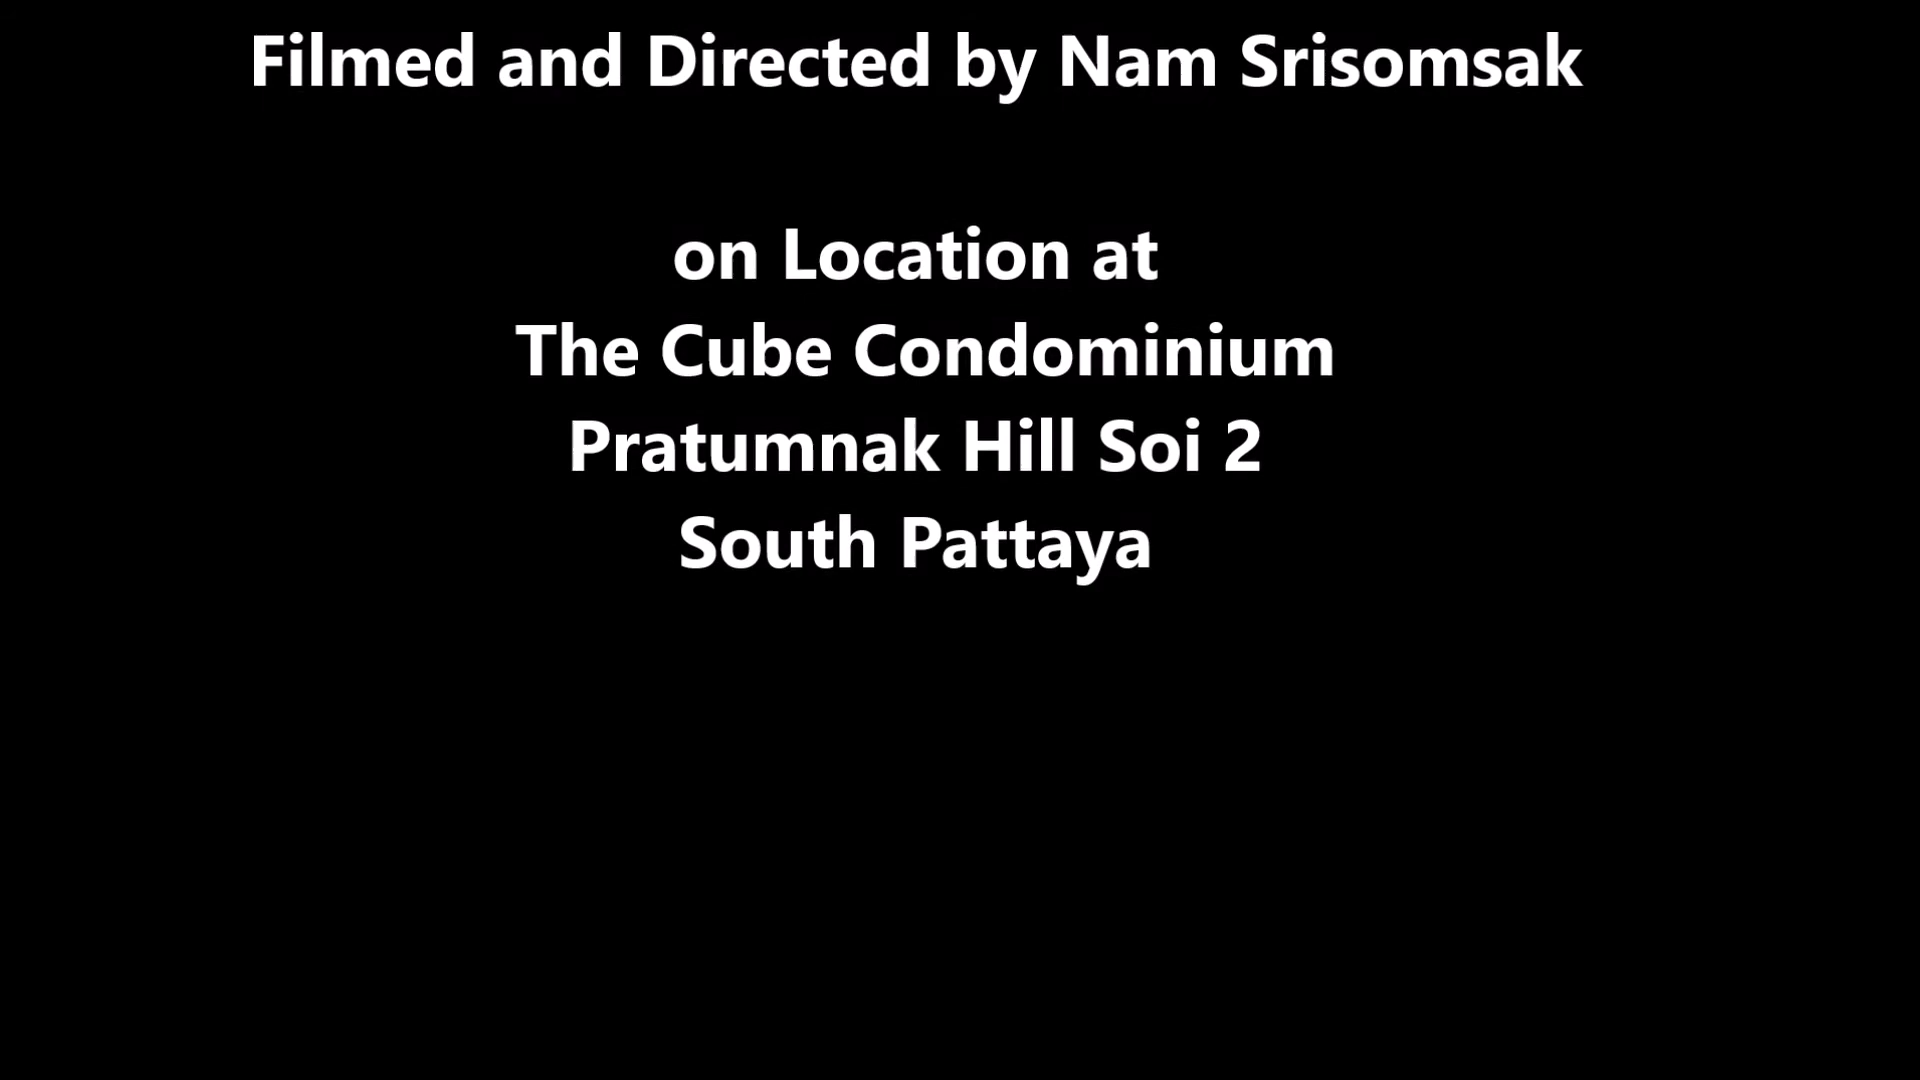 Filmed and Directed by Nam Srisomsak
on Location at
The Cube Condominium
Pratumnak Hill Soi 2
South Pattaya